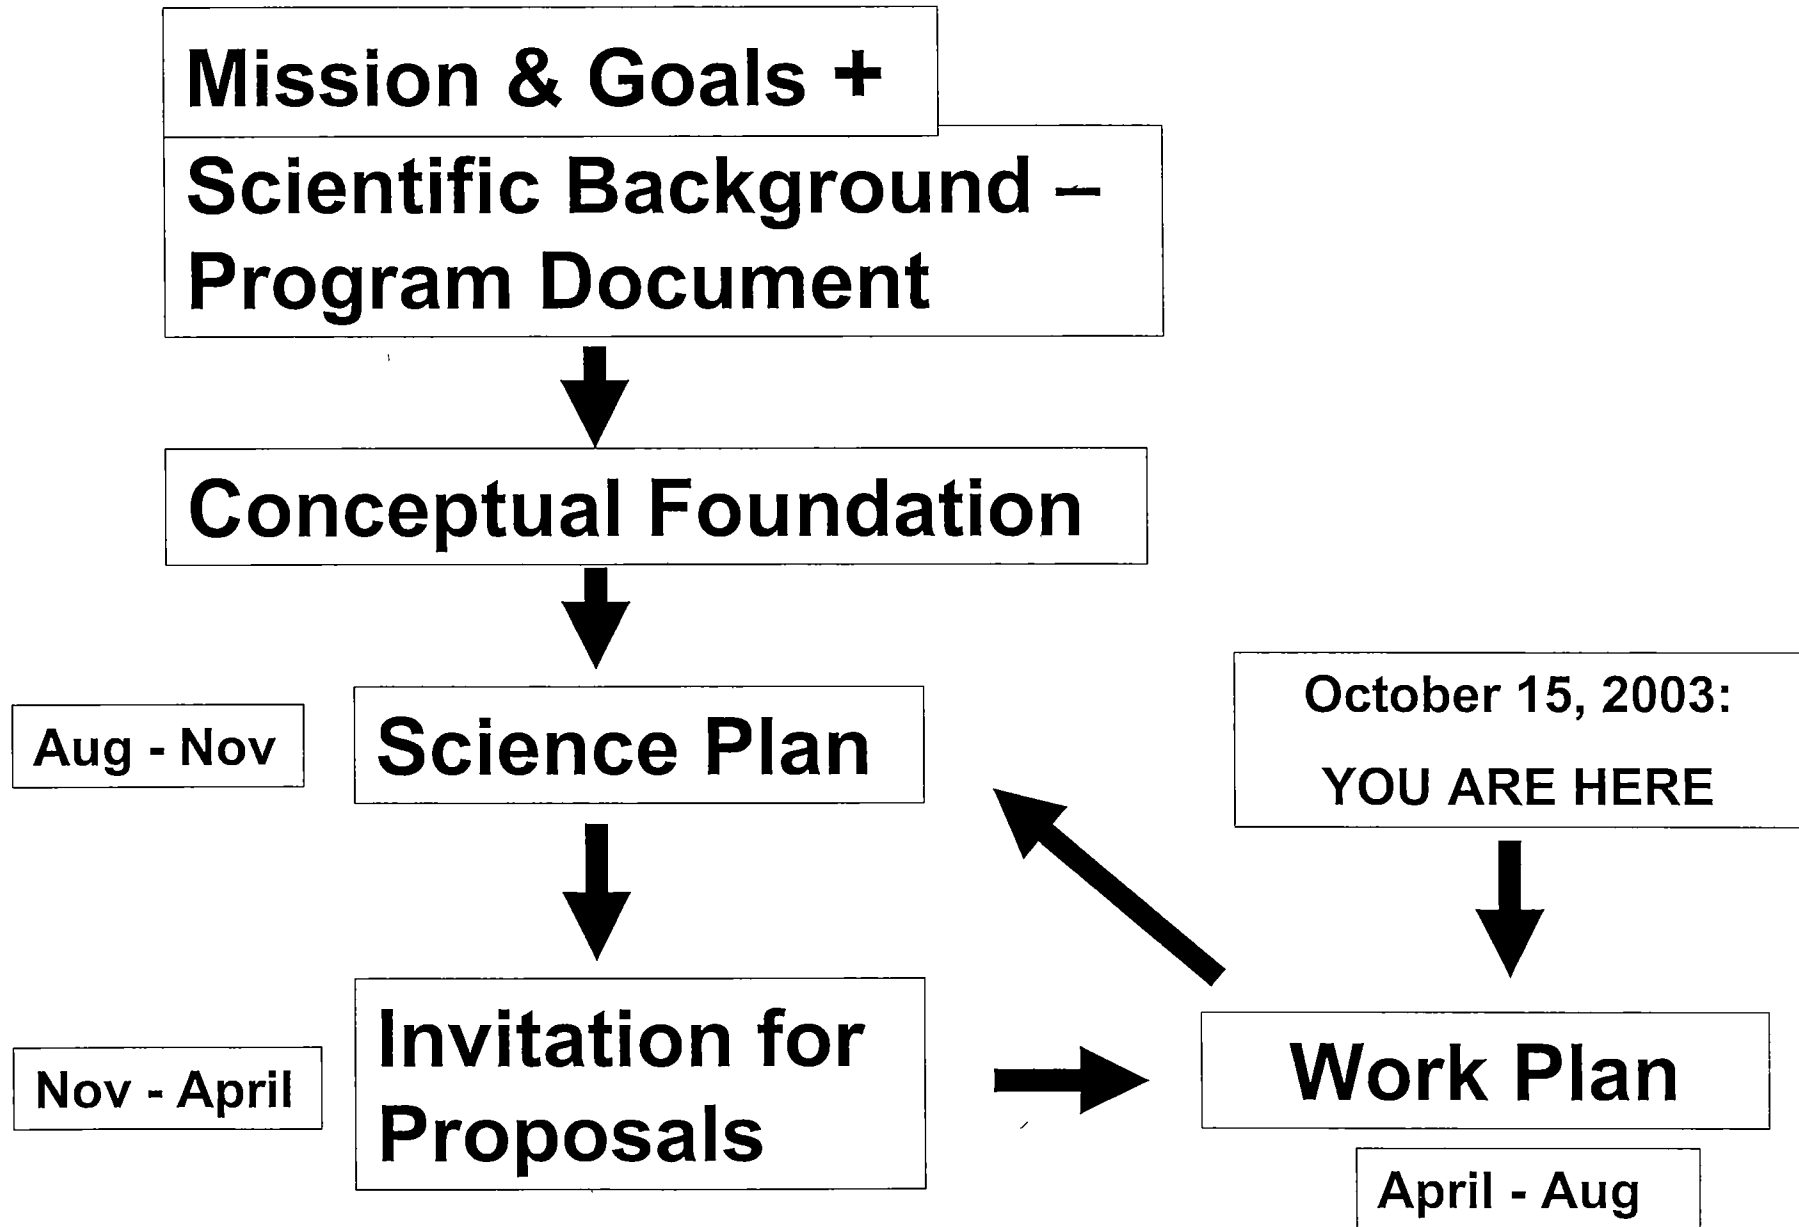 Mission & Goals +
Scientific Background –
Program Document
Conceptual Foundation
Aug - Nov
Science Plan
October 15, 2003:
YOU ARE HERE
Nov - April
Invitation for
Proposals
Work Plan
April - Aug